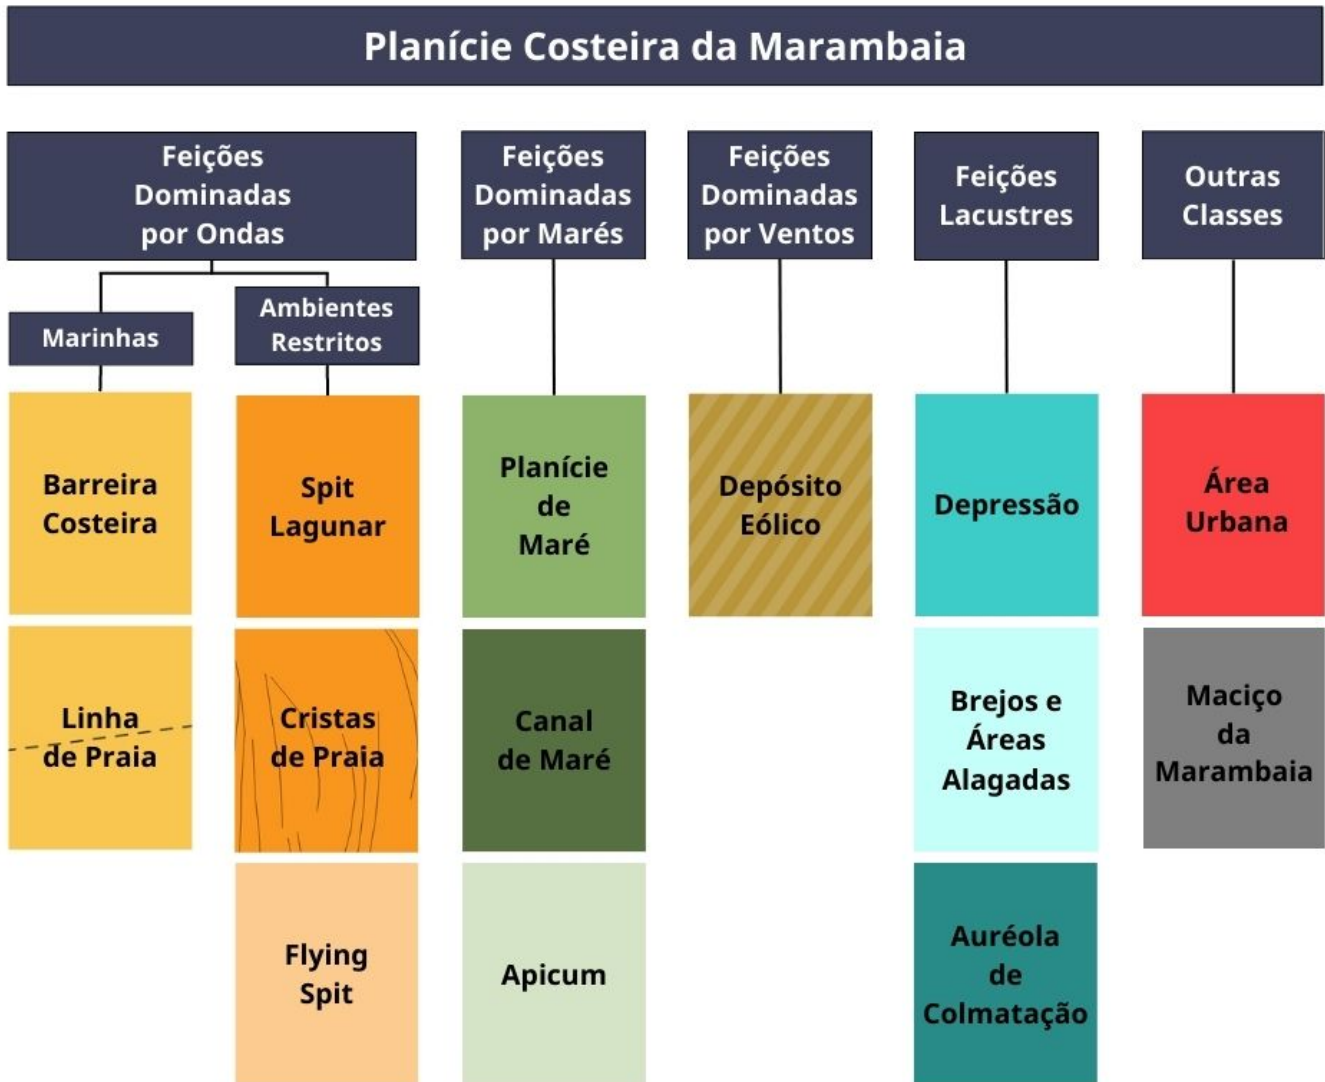 Planície Costeira da Marambaia
Feições
Dominadas
por Ondas
Feições
Dominadas
por Marés
Feições
Dominadas
por Ventos
Feições
Lacustres
Outras
Classes
Marinhas
Ambientes
Restritos
Barreira
Costeira
Spit
Lagunar
Planície
de
Maré
Depósito
Eólico
Depressão
Área
Urbana
Linha
de Praia
Cristas
de Praia
Canal
de Maré
Brejos e
Áreas
Alagadas
Maciço
da
Marambaia
Flying
Spit
Apicum
Auréola
de
Colmatação